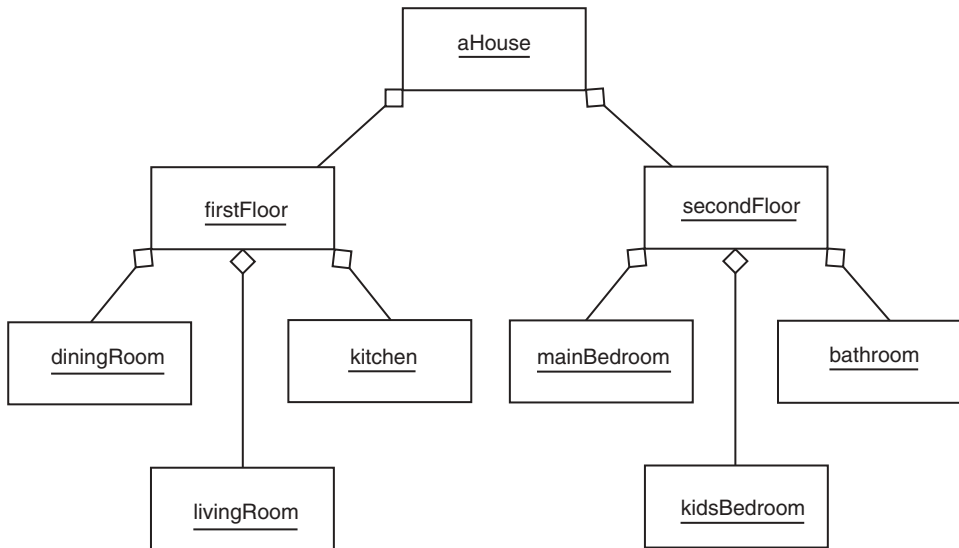 aHouse
firstFloor
secondFloor
diningRoom
kitchen
mainBedroom
bathroom
livingRoom
kidsBedroom